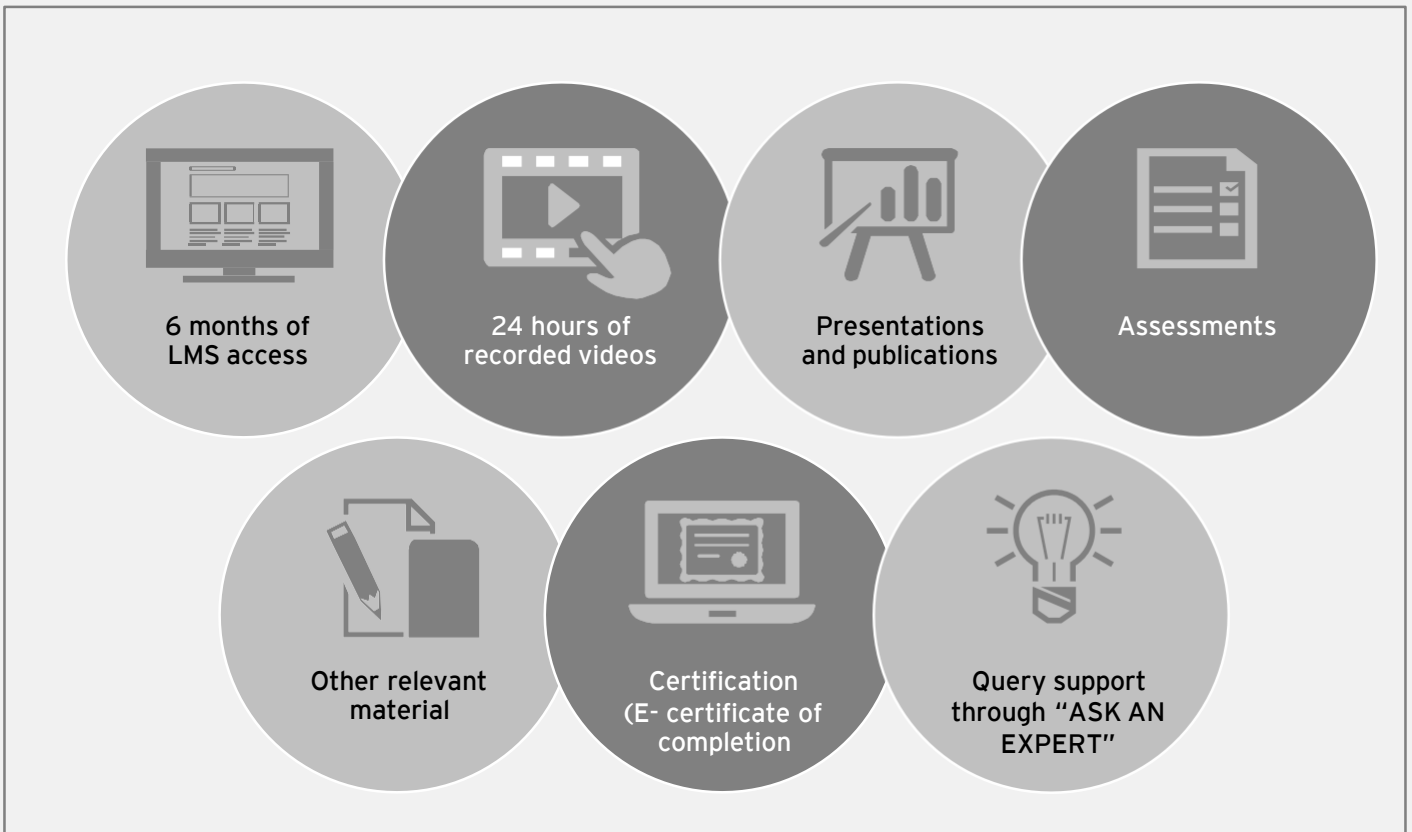 6 months of
LMS access
24 hours of
recorded videos
Presentations
and publications
Assessments
Other relevant
material
Certification
(E- certificate of
completion
Query support
through “ASK AN
EXPERT”